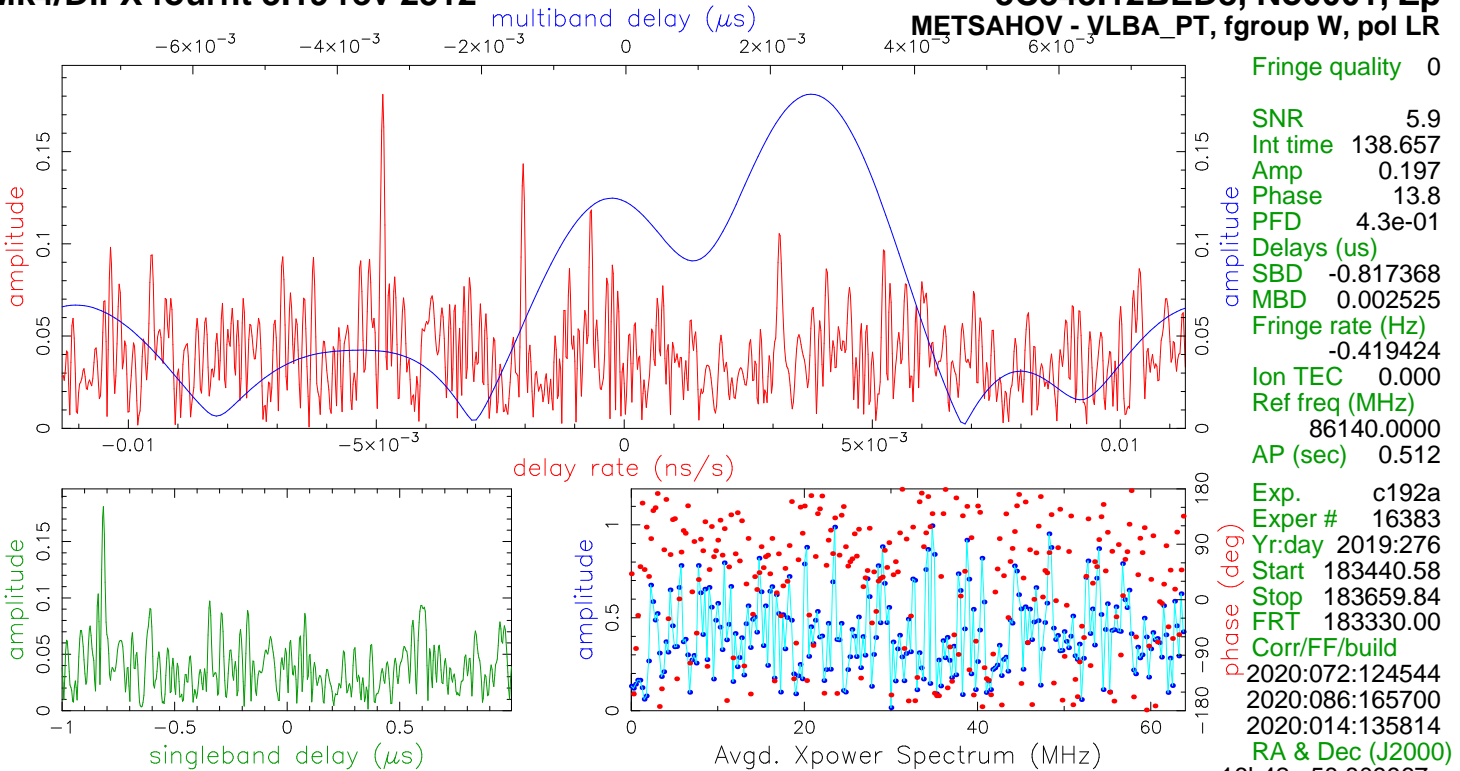 multiband delay (μs)
METSAHOV - VLBA_PT, fgroup W, pol LR
−6×10⁻³ −4×10⁻³ −2×10⁻³ 0 2×10⁻³ 4×10⁻³ 6×10⁻³
amplitude
0 0.05 0.1 0.15
amplitude
0 0.05 0.1 0.15
−0.01 −5×10⁻³ 0 5×10⁻³ 0.01
delay rate (ns/s)
Fringe quality 0
SNR 5.9
Int time 138.657
Amp 0.197
Phase 13.8
PFD 4.3e-01
Delays (us)
SBD -0.817368
MBD 0.002525
Fringe rate (Hz)
-0.419424
Ion TEC 0.000
Ref freq (MHz)
86140.0000
AP (sec) 0.512
Exp. c192a
Exper # 16383
Yr:day 2019:276
Start 183440.58
Stop 183659.84
FRT 183330.00
Corr/FF/build
2020:072:124544
2020:086:165700
2020:014:135814
RA & Dec (J2000)
amplitude
0 0.05 0.1 0.15
−1 −0.5 0 0.5
singleband delay (μs)
amplitude
0 0.5 1
0 20 40 60
Avgd. Xpower Spectrum (MHz)
phase (deg)
−180 −90 0 90 180